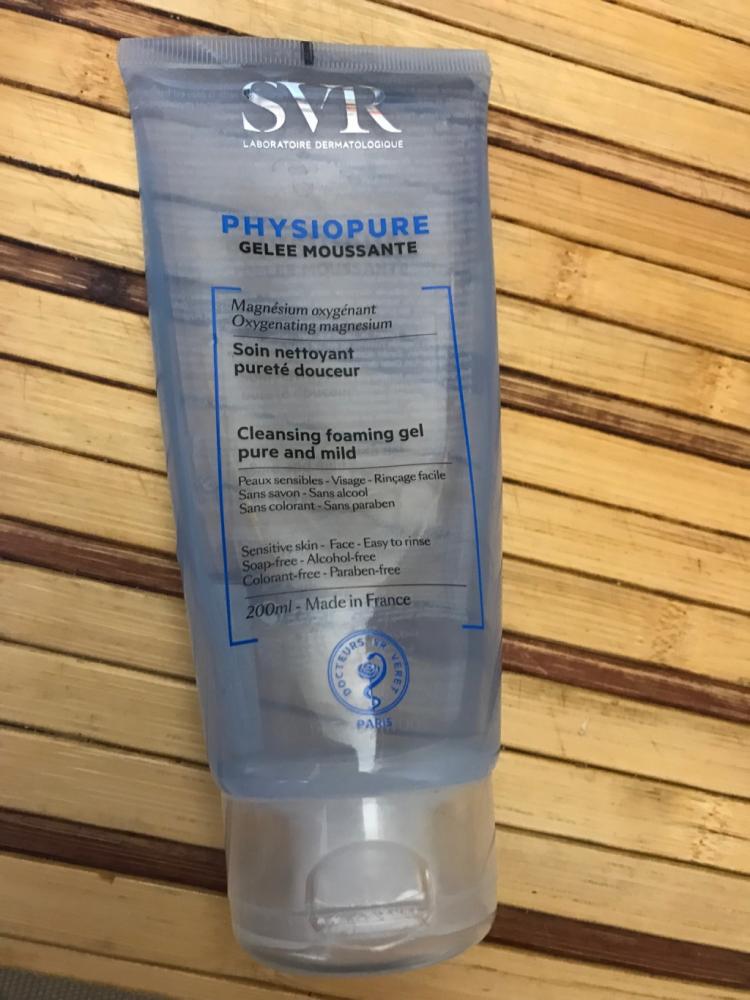 SVR
LABORATOIRE DERMATOLOGIQUE
PHYSIOPURE
GELEE MOUSSANTE
Magnésium oxygénant
Oxygenating magnesium
Soin nettoyant
pureté douceur
Cleansing foaming gel
pure and mild
Peaux sensibles - Visage - Rinçage facile
Sans savon - Sans alcool
Sans colorant - Sans paraben
Sensitive skin - Face - Easy to rinse
Soap-free - Alcohol-free
Colorant-free - Paraben-free
200ml - Made in France
DOCTEURS SR. VERET
PARIS